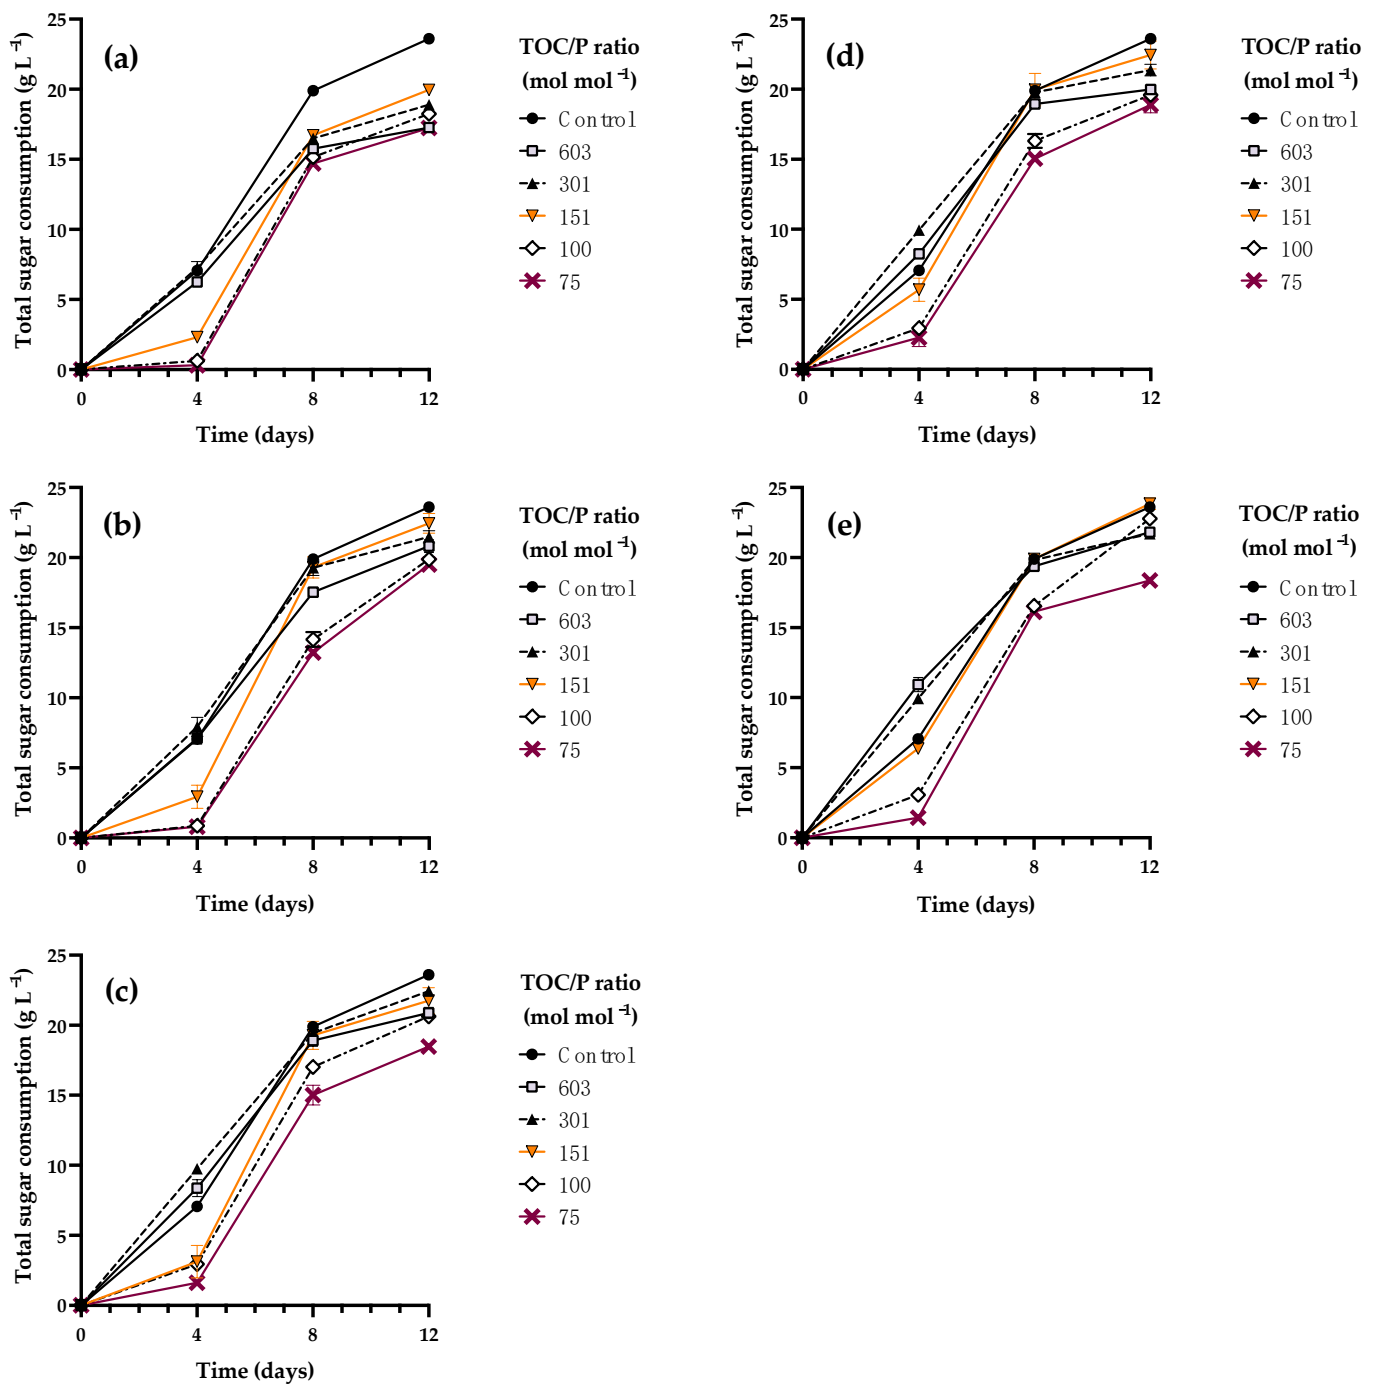 (a)
Total sugar consumption (g L⁻¹)
25
20
15
10
5
0
0 4 8 12
Time (days)
TOC/P ratio
(mol mol⁻¹)
Control
603
301
151
100
75
(d)
Total sugar consumption (g L⁻¹)
25
20
15
10
5
0
0 4 8 12
Time (days)
TOC/P ratio
(mol mol⁻¹)
Control
603
301
151
100
75
(b)
Total sugar consumption (g L⁻¹)
25
20
15
10
5
0
0 4 8 12
Time (days)
TOC/P ratio
(mol mol⁻¹)
Control
603
301
151
100
75
(e)
Total sugar consumption (g L⁻¹)
25
20
15
10
5
0
0 4 8 12
Time (days)
TOC/P ratio
(mol mol⁻¹)
Control
603
301
151
100
75
(c)
Total sugar consumption (g L⁻¹)
25
20
15
10
5
0
0 4 8 12
Time (days)
TOC/P ratio
(mol mol⁻¹)
Control
603
301
151
100
75